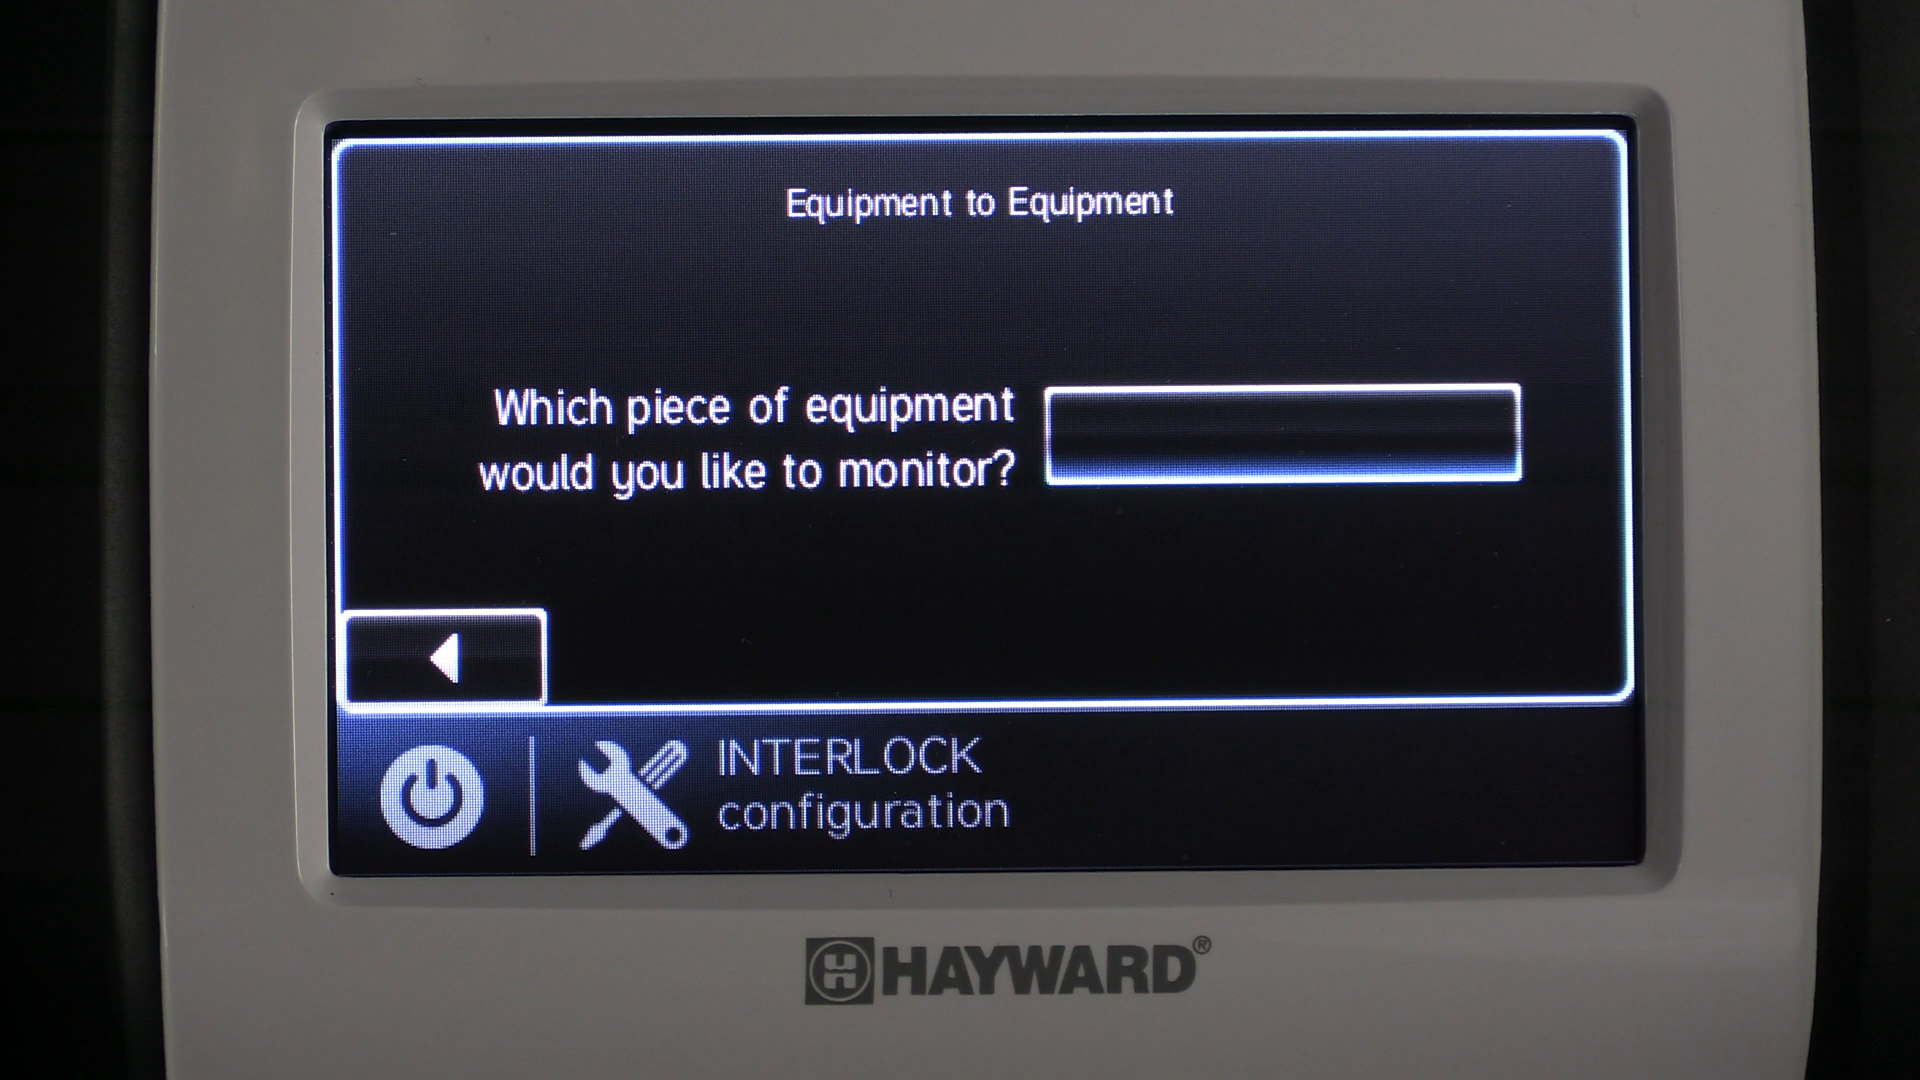 Equipment to Equipment
Which piece of equipment
would you like to monitor?
INTERLOCK
configuration
HAYWARD®